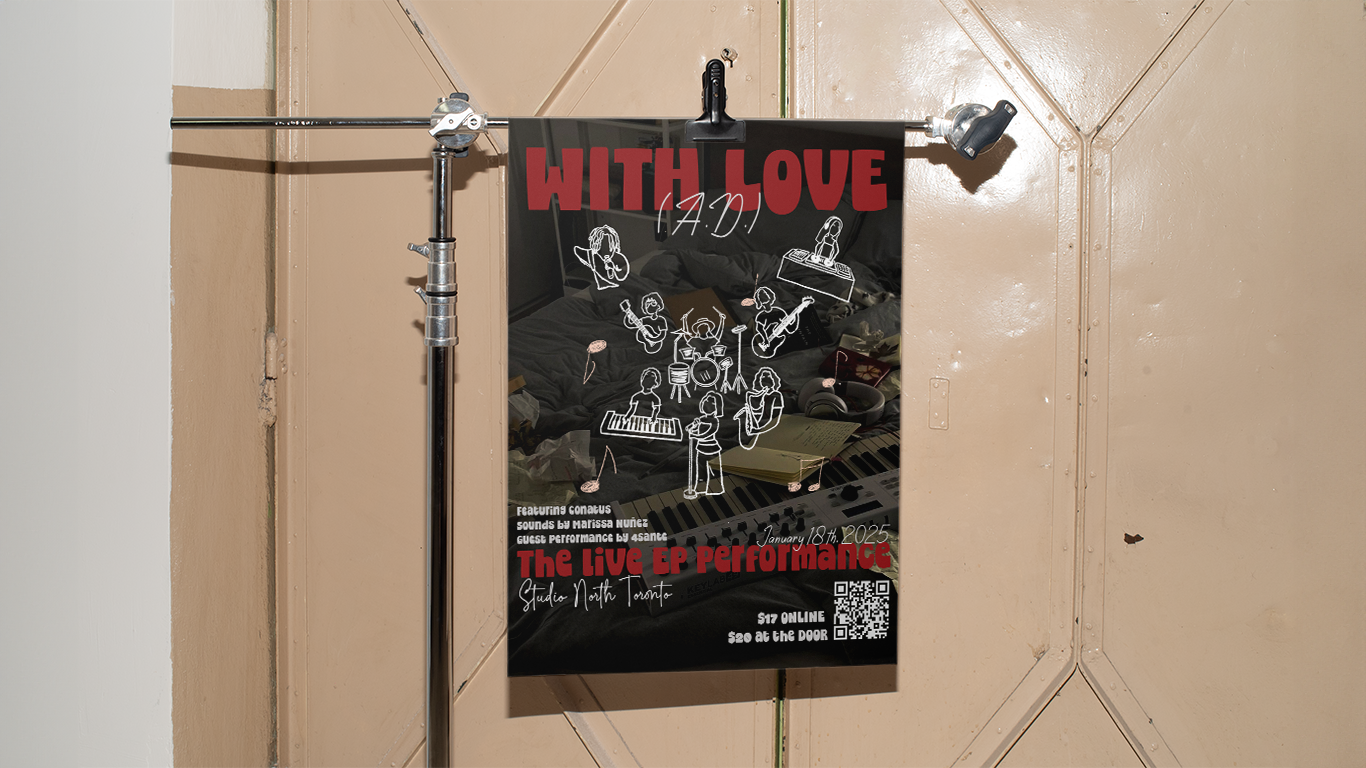 WITH LOVE
(A.D.)
Featuring Conatus
Sounds by Marissa Nuñez
Guest Performance by 4sante
January 18th, 2025
The Live EP Performance
Studio North Toronto
$17 ONLINE
$20 at the DOOR